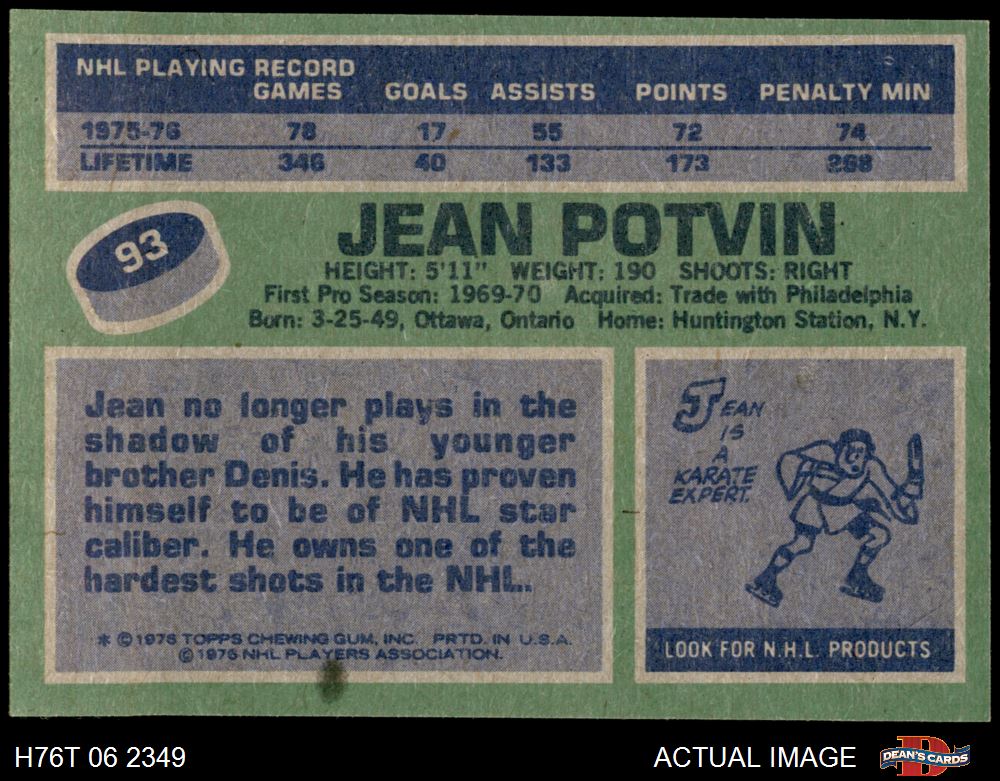 NHL PLAYING RECORD
GAMES GOALS ASSISTS POINTS PENALTY MIN
1975-76 78 17 55 72 74
LIFETIME 346 40 133 173 268
93
JEAN POTVIN
HEIGHT: 5'11" WEIGHT: 190 SHOOTS: RIGHT
First Pro Season: 1969-70 Acquired: Trade with Philadelphia
Born: 3-25-49, Ottawa, Ontario Home: Huntington Station, N.Y.
Jean no longer plays in the
shadow of his younger
brother Denis. He has proven
himself to be of NHL star
caliber. He owns one of the
hardest shots in the NHL.
* © 1976 TOPPS CHEWING GUM, INC. PRTD. IN U.S.A.
© 1976 NHL PLAYERS ASSOCIATION.
JEAN
IS
A
KARATE
EXPERT.
LOOK FOR N.H.L. PRODUCTS
H76T 06 2349 ACTUAL IMAGE DEAN'S CARDS